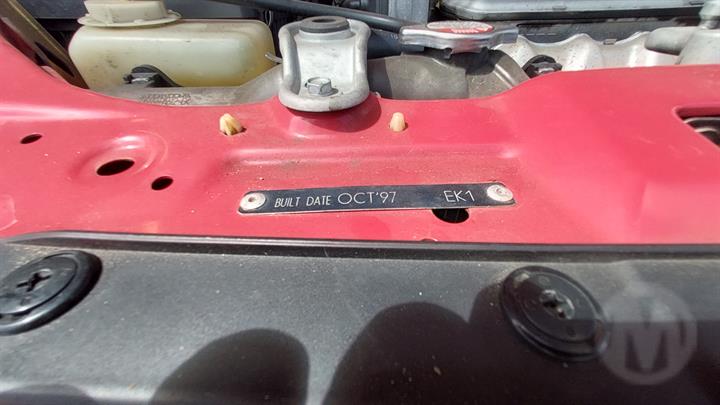 BUILT DATE OCT'97 EK1
M